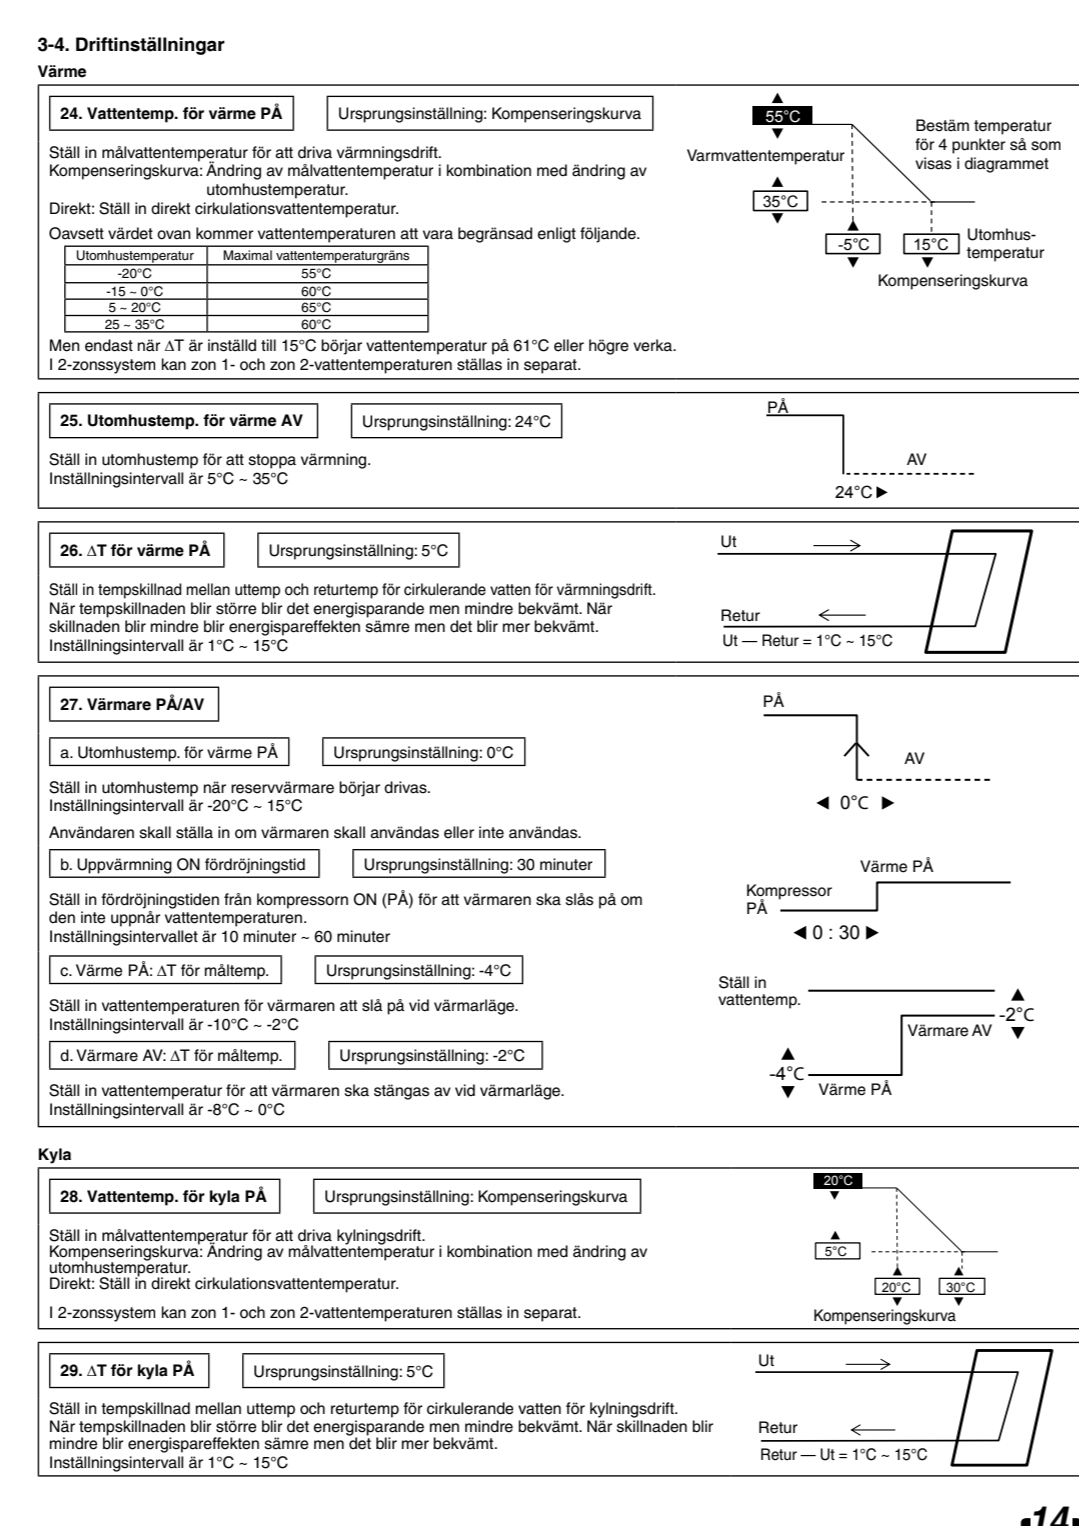 3-4. Driftinställningar
Värme
24. Vattentemp. för värme PÅ
Ursprungsinställning: Kompenseringskurva
Ställ in målvattentemperatur för att driva värmningsdrift.
Kompenseringskurva: Ändring av målvattentemperatur i kombination med ändring av
utomhustemperatur.
Direkt: Ställ in direkt cirkulationsvattentemperatur.
Oavsett värdet ovan kommer vattentemperaturen att vara begränsad enligt följande.
Utomhustemperatur Maximal vattentemperaturgräns
-20°C 55°C
-15 ~ 0°C 60°C
5 ~ 20°C 65°C
25 ~ 35°C 60°C
Men endast när ΔT är inställd till 15°C börjar vattentemperatur på 61°C eller högre verka.
I 2-zonssystem kan zon 1- och zon 2-vattentemperaturen ställas in separat.
▲
55°C
▼
Varmvattentemperatur
▲
35°C
▼
▲
-5°C
▼
15°C
▼
Bestäm temperatur
för 4 punkter så som
visas i diagrammet
Utomhus-
temperatur
Kompenseringskurva
25. Utomhustemp. för värme AV
Ursprungsinställning: 24°C
Ställ in utomhustemp för att stoppa värmning.
Inställningsintervall är 5°C ~ 35°C
PÅ
AV
24°C ▶
26. ΔT för värme PÅ
Ursprungsinställning: 5°C
Ställ in tempskillnad mellan uttemp och returtemp för cirkulerande vatten för värmningsdrift.
När tempskillnaden blir större blir det energisparande men mindre bekvämt. När
skillnaden blir mindre blir energispareffekten sämre men det blir mer bekvämt.
Inställningsintervall är 1°C ~ 15°C
Ut
Retur
Ut — Retur = 1°C ~ 15°C
27. Värmare PÅ/AV
a. Utomhustemp. för värme PÅ
Ursprungsinställning: 0°C
Ställ in utomhustemp när reservvärmare börjar drivas.
Inställningsintervall är -20°C ~ 15°C
Användaren skall ställa in om värmaren skall användas eller inte användas.
PÅ
AV
◀ 0°C ▶
b. Uppvärmning ON fördröjningstid
Ursprungsinställning: 30 minuter
Ställ in fördröjningstiden från kompressorn ON (PÅ) för att värmaren ska slås på om
den inte uppnår vattentemperaturen.
Inställningsintervallet är 10 minuter ~ 60 minuter
Värme PÅ
Kompressor
PÅ
◀ 0 : 30 ▶
c. Värme PÅ: ΔT för måltemp.
Ursprungsinställning: -4°C
Ställ in vattentemperaturen för värmaren att slå på vid värmarläge.
Inställningsintervall är -10°C ~ -2°C
d. Värmare AV: ΔT för måltemp.
Ursprungsinställning: -2°C
Ställ in vattentemperatur för att värmaren ska stängas av vid värmarläge.
Inställningsintervall är -8°C ~ 0°C
Ställ in
vattentemp.
▲
-2°C
▼
Värmare AV
▲
-4°C
▼
Värme PÅ
Kyla
28. Vattentemp. för kyla PÅ
Ursprungsinställning: Kompenseringskurva
Ställ in målvattentemperatur för att driva kylningsdrift.
Kompenseringskurva: Ändring av målvattentemperatur i kombination med ändring av
utomhustemperatur.
Direkt: Ställ in direkt cirkulationsvattentemperatur.
I 2-zonssystem kan zon 1- och zon 2-vattentemperaturen ställas in separat.
20°C
▼
▲
5°C
▼
▲ ▲
20°C 30°C
▼ ▼
Kompenseringskurva
29. ΔT för kyla PÅ
Ursprungsinställning: 5°C
Ställ in tempskillnad mellan uttemp och returtemp för cirkulerande vatten för kylningsdrift.
När tempskillnaden blir större blir det energisparande men mindre bekvämt. När skillnaden blir
mindre blir energispareffekten sämre men det blir mer bekvämt.
Inställningsintervall är 1°C ~ 15°C
Ut
Retur
Retur — Ut = 1°C ~ 15°C
14